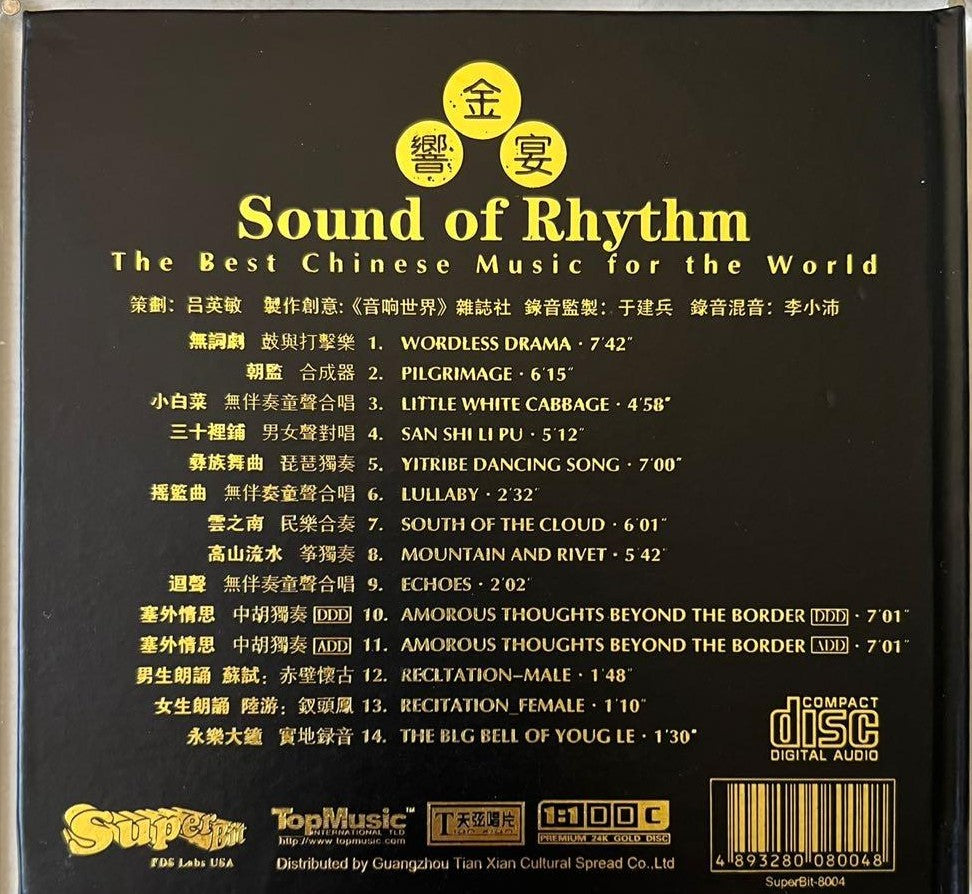 金
響 宴
Sound of Rhythm
The Best Chinese Music for the World
策劃：呂英敏 製作創意:《音响世界》雜誌社 錄音監製：于建兵 錄音混音：李小沛
無詞劇 鼓與打擊樂 1. WORDLESS DRAMA · 7'42"
朝監 合成器 2. PILGRIMAGE · 6'15"
小白菜 無伴奏童聲合唱 3. LITTLE WHITE CABBAGE · 4'58"
三十裡鋪 男女聲對唱 4. SAN SHI LI PU · 5'12"
彝族舞曲 琵琶獨奏 5. YITRIBE DANCING SONG · 7'00"
摇籃曲 無伴奏童聲合唱 6. LULLABY · 2'32"
雲之南 民樂合奏 7. SOUTH OF THE CLOUD · 6'01"
高山流水 筝獨奏 8. MOUNTAIN AND RIVET · 5'42"
迴聲 無伴奏童聲合唱 9. ECHOES · 2'02'
塞外情思 中胡獨奏 DDD 10. AMOROUS THOUGHTS BEYOND THE BORDER DDD · 7'01"
塞外情思 中胡獨奏 ADD 11. AMOROUS THOUGHTS BEYOND THE BORDER ADD · 7'01"
男生朗誦 蘇試：赤壁懷古 12. RECLTATION-MALE · 1'48"
女生朗誦 陸游：釵頭鳳 13. RECITATION_FEMALE · 1'10"
永樂大鐘 實地録音 14. THE BLG BELL OF YOUG LE · 1'30"
COMPACT
disc
DIGITAL AUDIO
SuperBit
FDS Labs USA
TopMusic™
INTERNATIONAL TLD
http://www.topmusic.com
T天弦唱片
1:1 DDC
PREMIUM 24K GOLD DISC
Distributed by Guangzhou Tian Xian Cultural Spread Co.,Ltd
4 893280 080048
SuperBit-8004